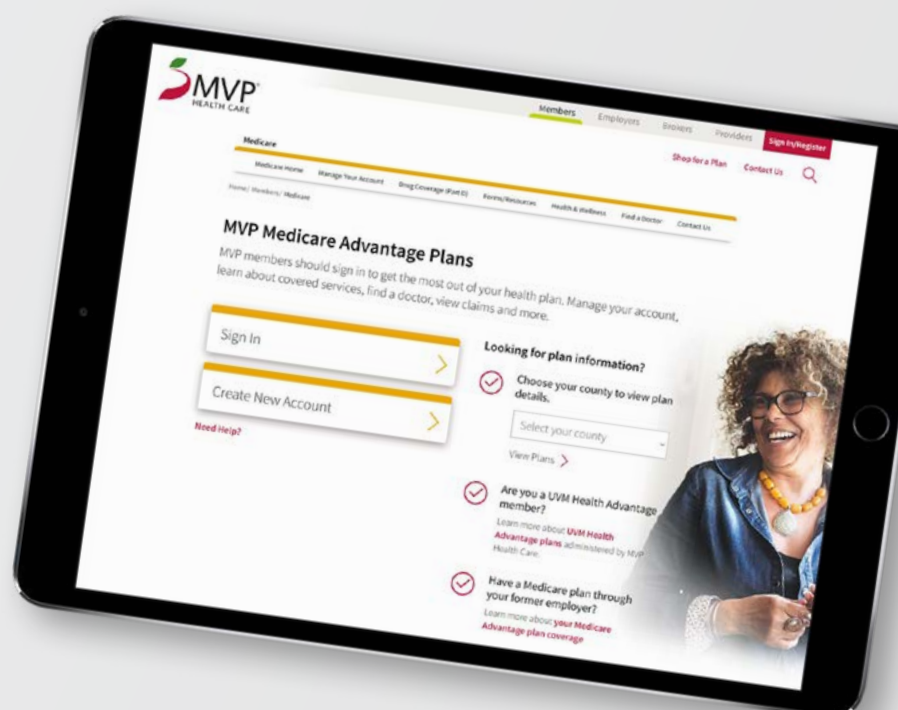 MVP
HEALTH CARE
Members Employers Brokers Providers Sign In/Register
Shop for a Plan Contact Us
Medicare
Medicare Home Manage Your Account Drug Coverage (Part D) Forms/Resources Health & Wellness Find a Doctor Contact Us
Home/ Members/ Medicare
MVP Medicare Advantage Plans
MVP members should sign in to get the most out of your health plan. Manage your account,
learn about covered services, find a doctor, view claims and more.
Sign In
Create New Account
Need Help?
Looking for plan information?
Choose your county to view plan
details.
Select your county
View Plans
Are you a UVM Health Advantage
member?
Learn more about UVM Health
Advantage plans administered by MVP
Health Care.
Have a Medicare plan through
your former employer?
Learn more about your Medicare
Advantage plan coverage